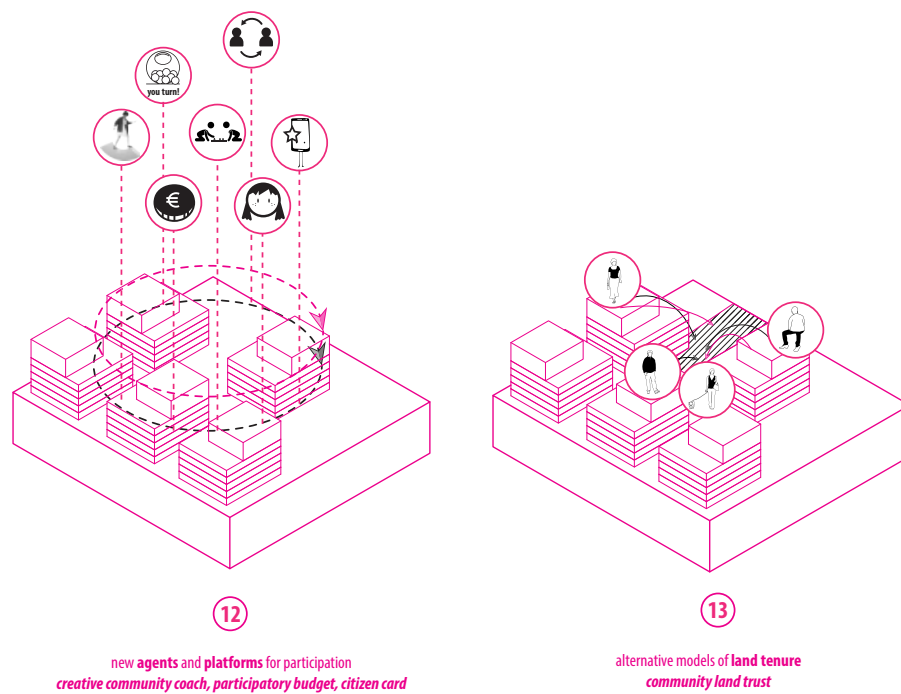 you turn!
€
12
new agents and platforms for participation
creative community coach, participatory budget, citizen card
13
alternative models of land tenure
community land trust